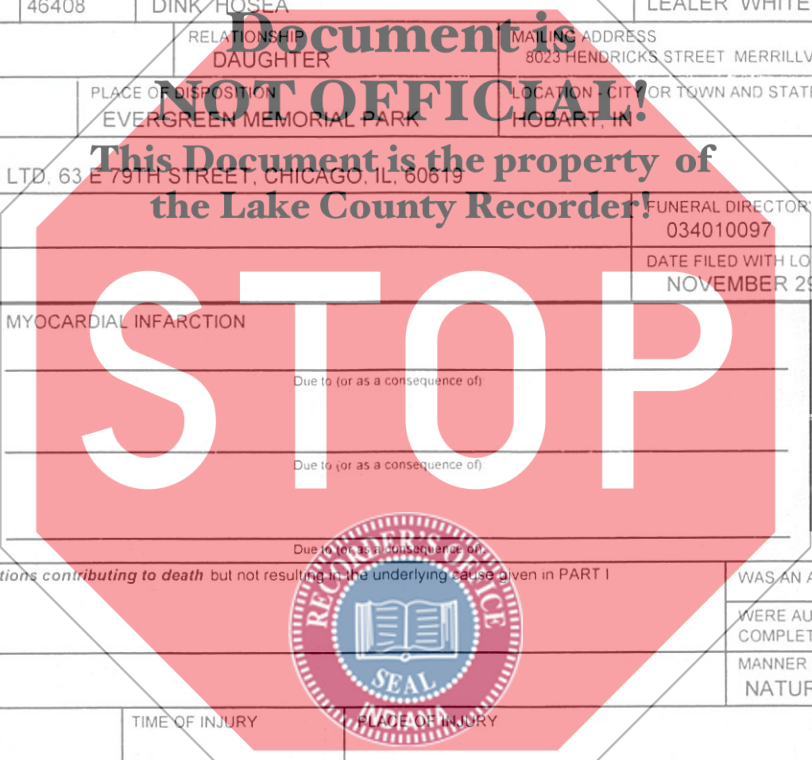 46408 DINK HOSEA LEALER WHITE
Document is
RELATIONSHIP MAILING ADDRESS
DAUGHTER 8023 HENDRICKS STREET MERRILLV
NOT OFFICIAL!
PLACE OF DISPOSITION LOCATION - CITY OR TOWN AND STATE
EVERGREEN MEMORIAL PARK HOBART, IN
This Document is the property of
LTD, 63 E 79TH STREET, CHICAGO, IL, 60619
the Lake County Recorder!
FUNERAL DIRECTOR'
034010097
DATE FILED WITH LO
NOVEMBER 29
STOP
MYOCARDIAL INFARCTION
Due to (or as a consequence of)
Due to (or as a consequence of)
Due to (or as a consequence of)
RECORDER'S OFFICE
SEAL
INDIANA
tions contributing to death but not resulting in the underlying cause given in PART I
WAS AN A
WERE AU
COMPLET
MANNER
NATUR
TIME OF INJURY PLACE OF INJURY